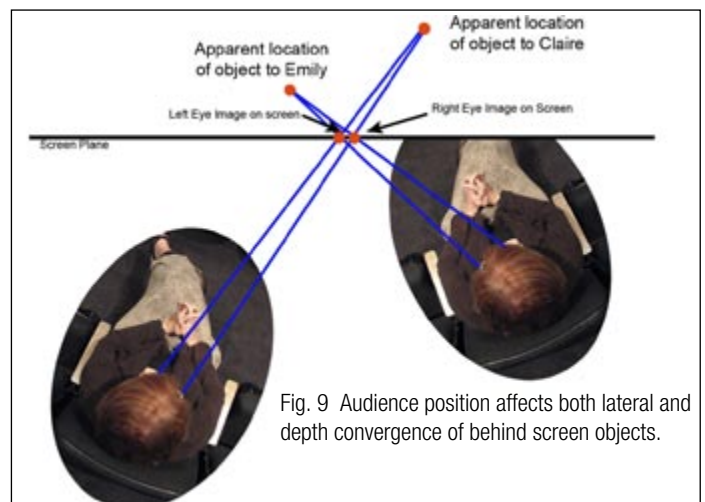 Apparent location
of object to Claire
Apparent location
of object to Emily
Left Eye Image on screen
Right Eye Image on Screen
Screen Plane
Fig. 9 Audience position affects both lateral and
depth convergence of behind screen objects.